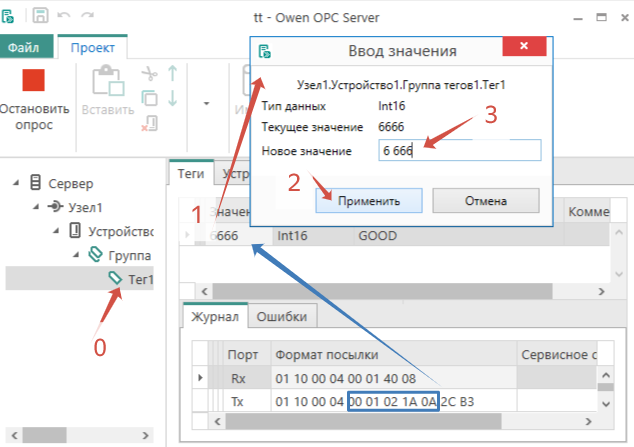 tt - Owen OPC Server
Файл
Проект
Остановить
опрос
Вставить
Ввод значения
Узел1.Устройство1.Группа тегов1.Тег1
Тип данных Int16
Текущее значение 6666
Новое значение 6 666
3
2
Применить Отмена
Сервер
Узел1
Устройство
Группа
Тег1
0
Теги
1
Комме
6666 Int16 GOOD
Журнал Ошибки
Порт Формат посылки Сервисное с
Rx 01 10 00 04 00 01 40 08
Tx 01 10 00 04 00 01 02 1A 0A 2C B3